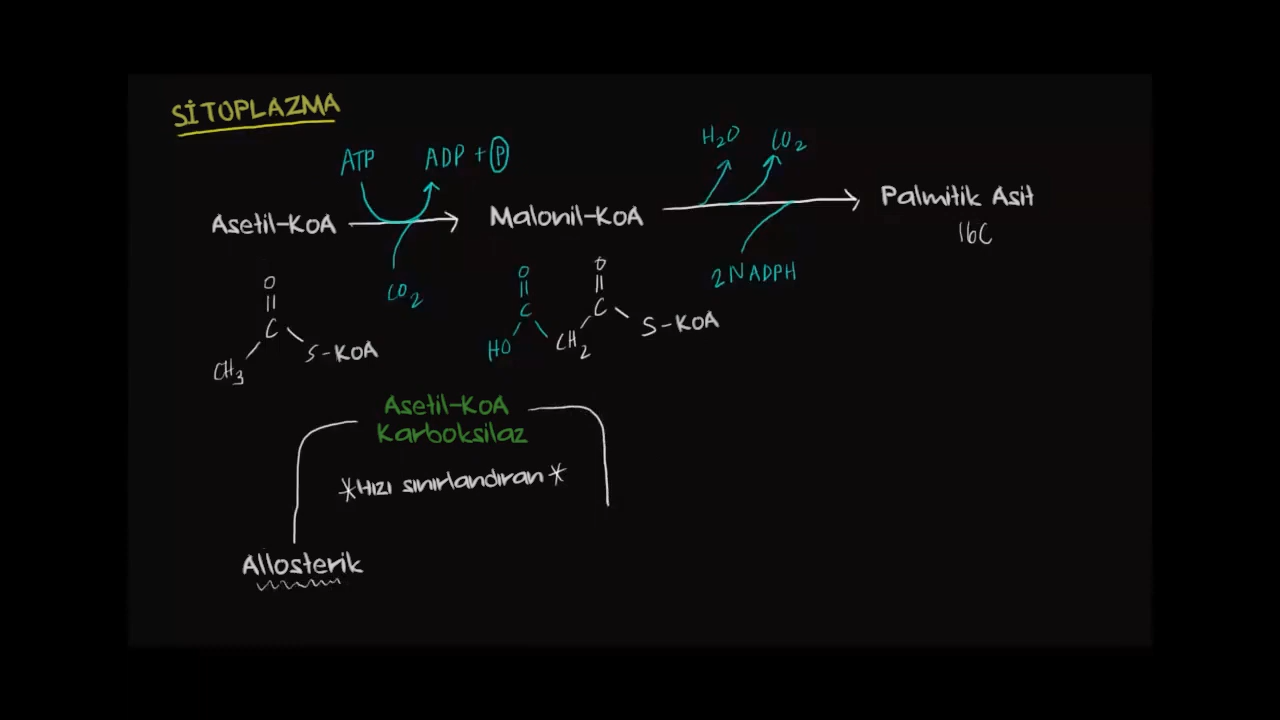 SİTOPLAZMA
ATP ADP + P
H2O CO2
Asetil-KoA Malonil-KoA Palmitik Asit
16C
CO2
2NADPH
O
C
CH3 S-KoA
O O
C C
HO CH2 S-KoA
Asetil-KoA
Karboksilaz
*Hızı sınırlandıran*
Allosterik